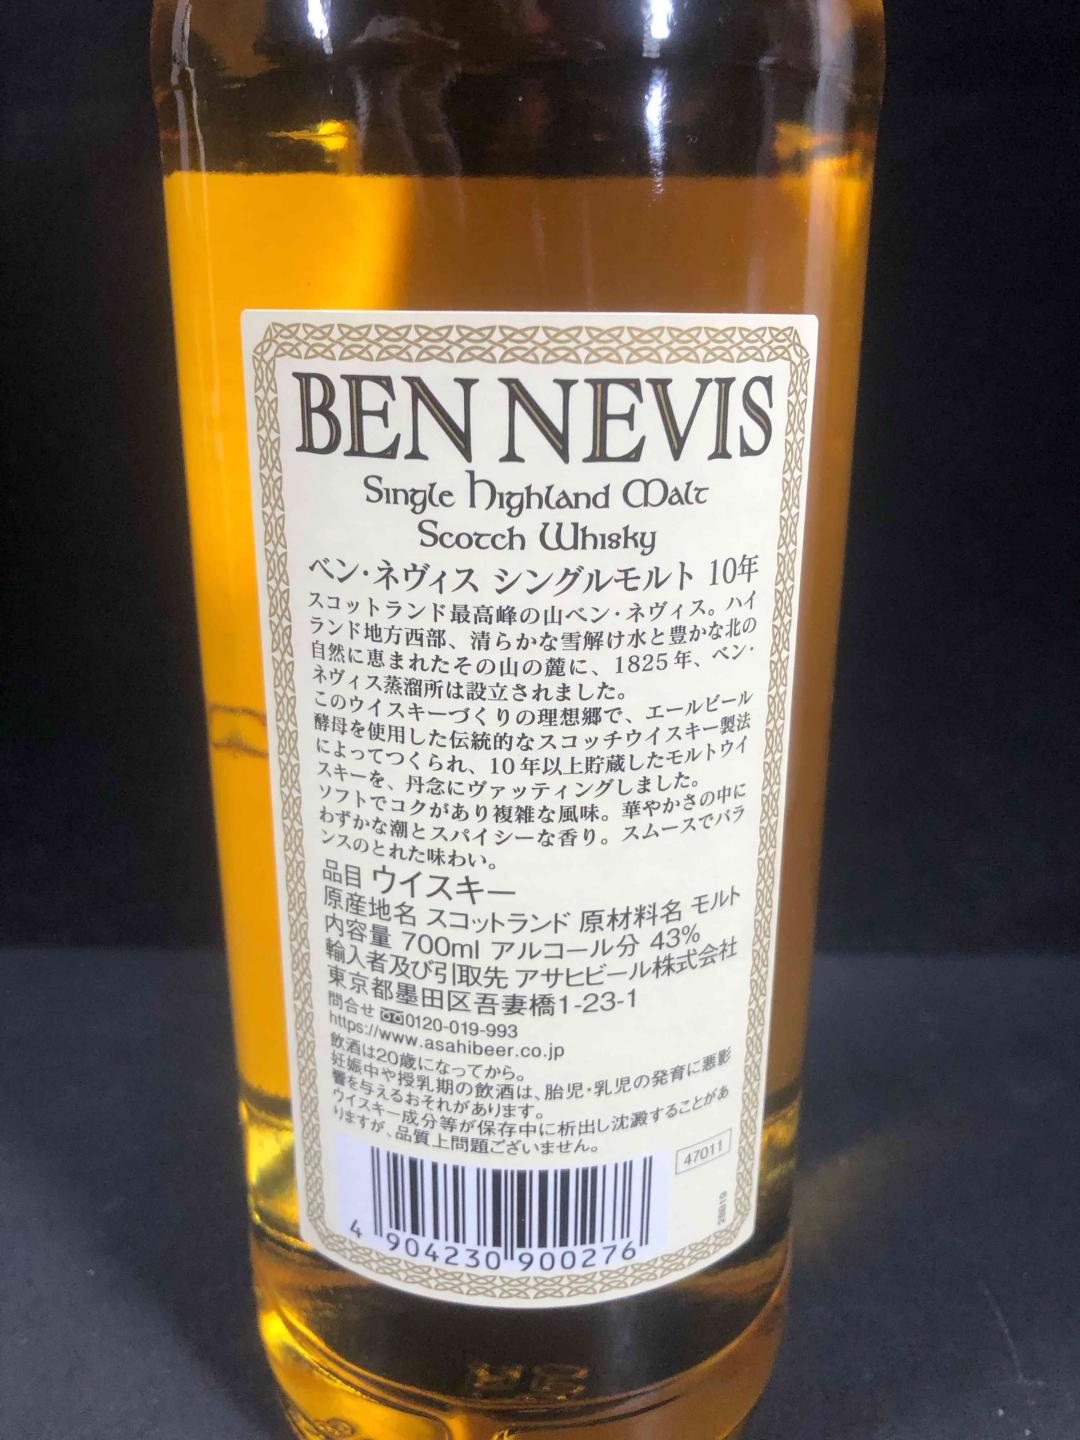 BEN NEVIS
Single Highland Malt
Scotch Whisky
ベン・ネヴィス シングルモルト 10年
スコットランド最高峰の山ベン・ネヴィス。ハイ
ランド地方西部、清らかな雪解け水と豊かな北の
自然に恵まれたその山の麓に、1825年、ベン・
ネヴィス蒸溜所は設立されました。
このウイスキーづくりの理想郷で、エールビール
酵母を使用した伝統的なスコッチウイスキー製法
によってつくられ、10年以上貯蔵したモルトウイ
スキーを、丹念にヴァッティングしました。
ソフトでコクがあり複雑な風味。華やかさの中に
わずかな潮とスパイシーな香り。スムースでバラ
ンスのとれた味わい。
品目 ウイスキー
原産地名 スコットランド 原材料名 モルト
内容量 700ml アルコール分 43%
輸入者及び引取先 アサヒビール株式会社
東京都墨田区吾妻橋1-23-1
問合せ 0120-019-993
https://www.asahibeer.co.jp
飲酒は20歳になってから。
妊娠中や授乳期の飲酒は、胎児・乳児の発育に悪影
響を与えるおそれがあります。
ウイスキー成分等が保存中に析出し沈澱することがあ
りますが、品質上問題ございません。
47011
4 904230 900276